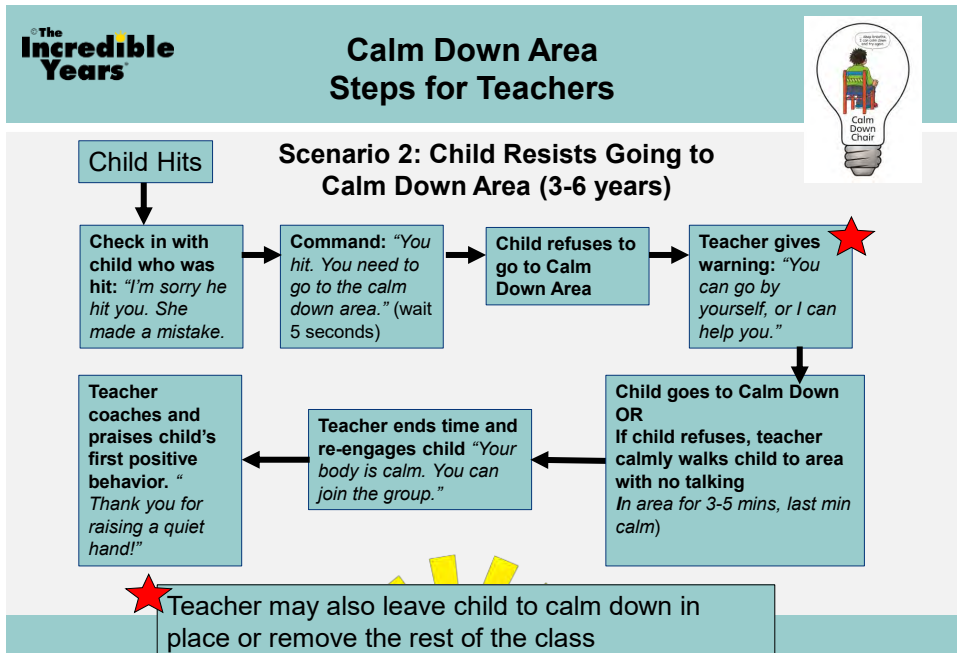 ©The
Incredible
Years®
Calm Down Area
Steps for Teachers
Calm
Down
Chair
Scenario 2: Child Resists Going to
Calm Down Area (3-6 years)
Child Hits
Check in with
child who was
hit: “I’m sorry he
hit you. She
made a mistake.
Command: “You
hit. You need to
go to the calm
down area.” (wait
5 seconds)
Child refuses to
go to Calm
Down Area
Teacher gives
warning: “You
can go by
yourself, or I can
help you.”
Child goes to Calm Down
OR
If child refuses, teacher
calmly walks child to area
with no talking
In area for 3-5 mins, last min
calm)
Teacher ends time and
re-engages child “Your
body is calm. You can
join the group.”
Teacher
coaches and
praises child’s
first positive
behavior. “
Thank you for
raising a quiet
hand!”
Teacher may also leave child to calm down in
place or remove the rest of the class